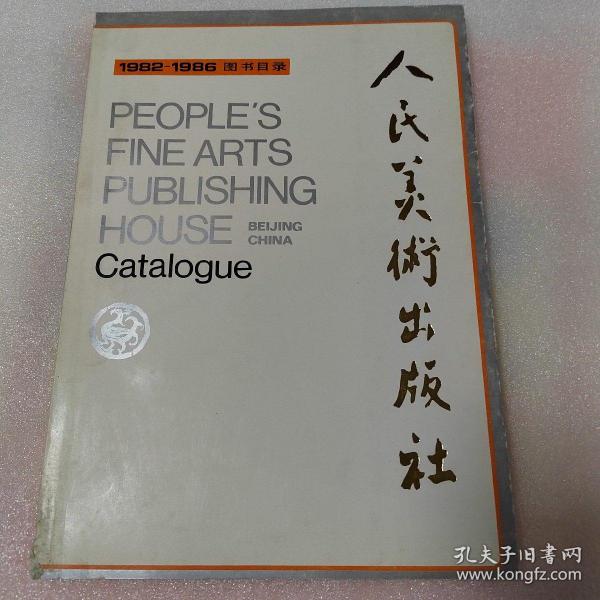 1982-1986 图书目录
PEOPLE'S
FINE ARTS
PUBLISHING
HOUSE BEIJING
CHINA
Catalogue
人民美術出版社
孔夫子旧书网
www.kongfz.com